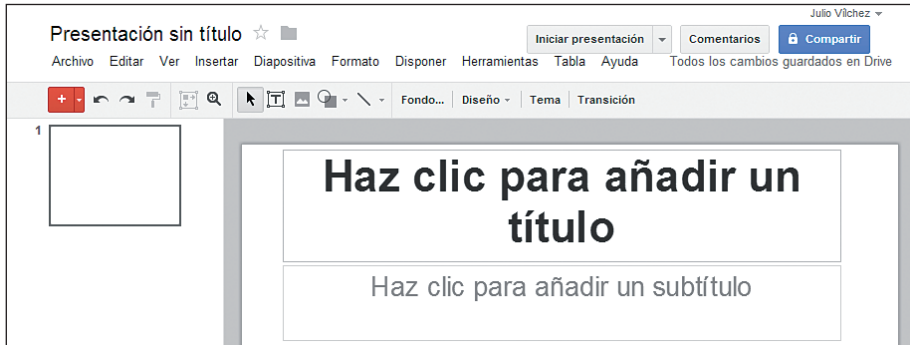 Julio Vílchez
Presentación sin título
Iniciar presentación Comentarios Compartir
Archivo Editar Ver Insertar Diapositiva Formato Disponer Herramientas Tabla Ayuda Todos los cambios guardados en Drive
Fondo... Diseño Tema Transición
1
Haz clic para añadir un
título
Haz clic para añadir un subtítulo